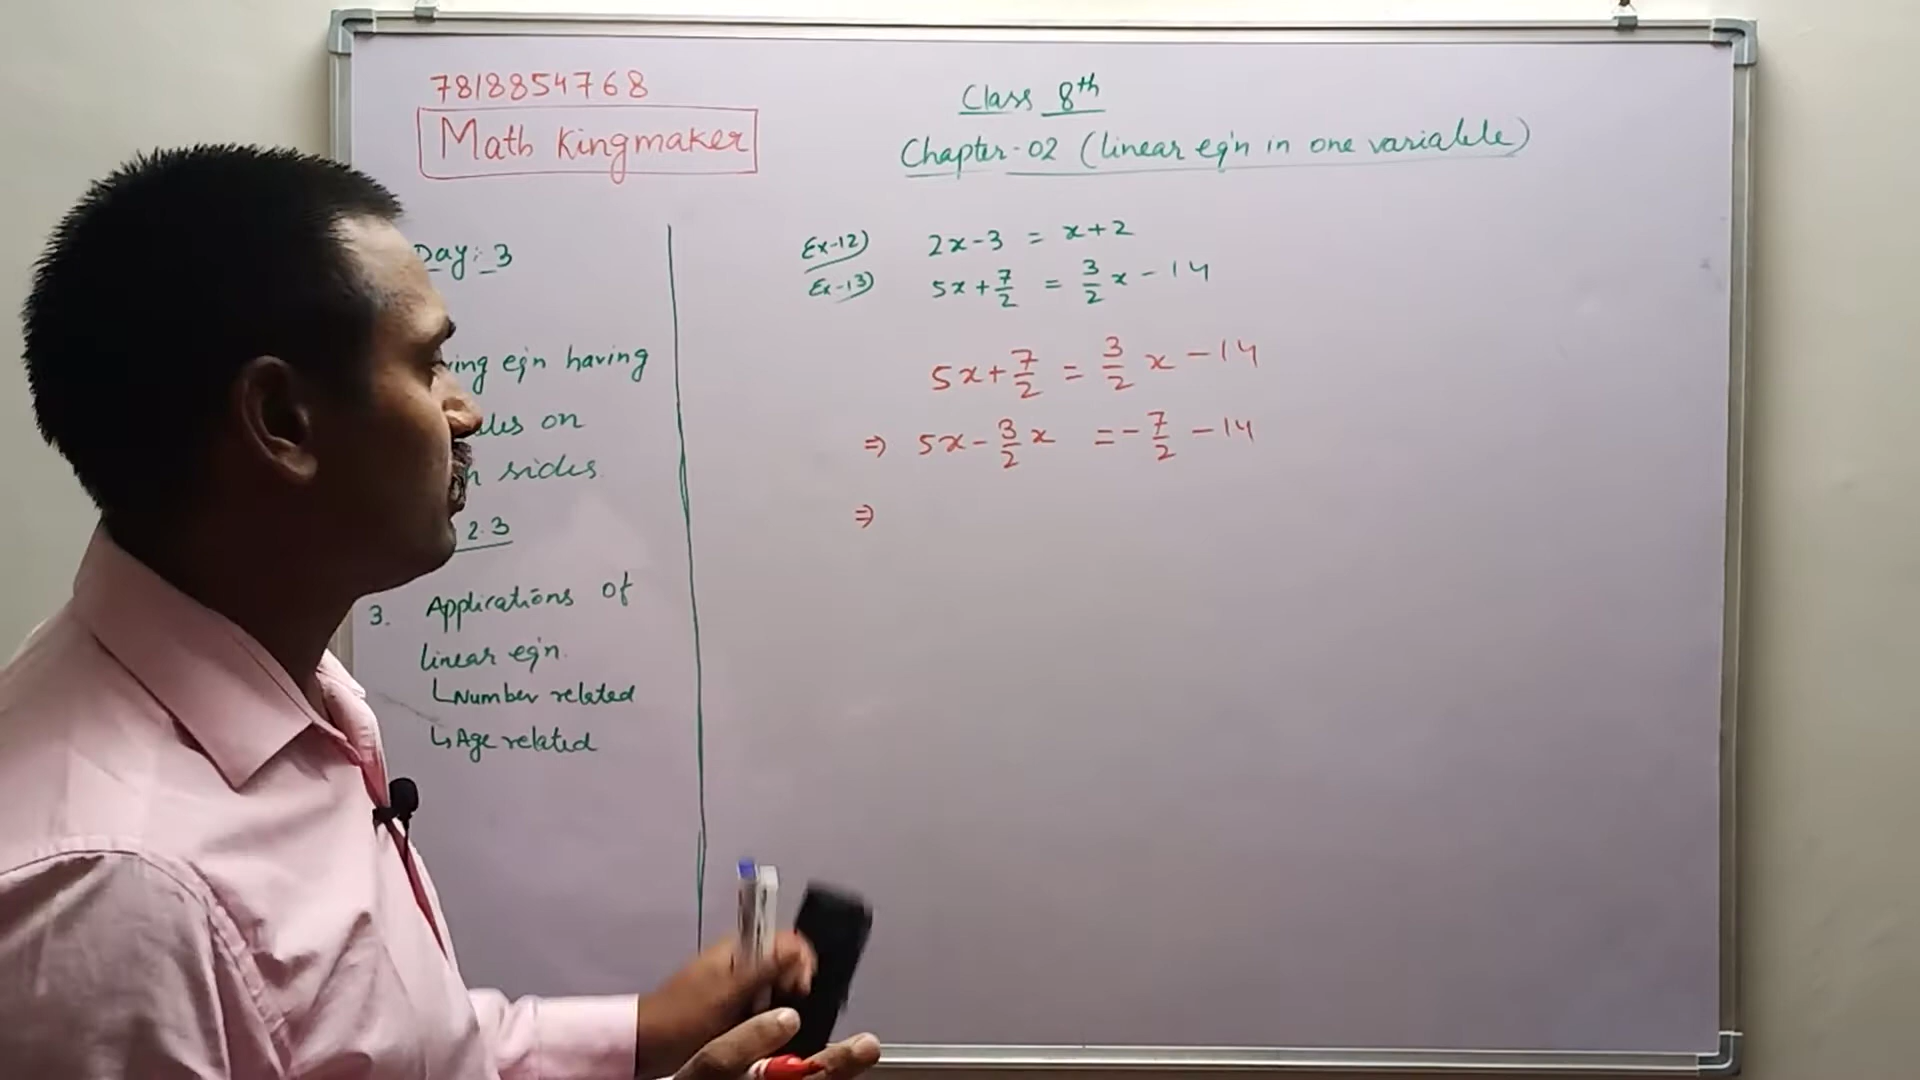 7818854768
Math Kingmaker
Class 8th
Chapter-02 (linear eq'n in one variable)
Day: 3
eq'n having
on
sides
2.3
3. Applications of
linear eq'n.
↳ Number related
↳ Age related
Ex-12) 2x-3 = x+2
Ex-13) 5x+7/2 = 3/2 x - 14
5x+7/2 = 3/2 x - 14
⇒ 5x - 3/2 x = - 7/2 - 14
⇒